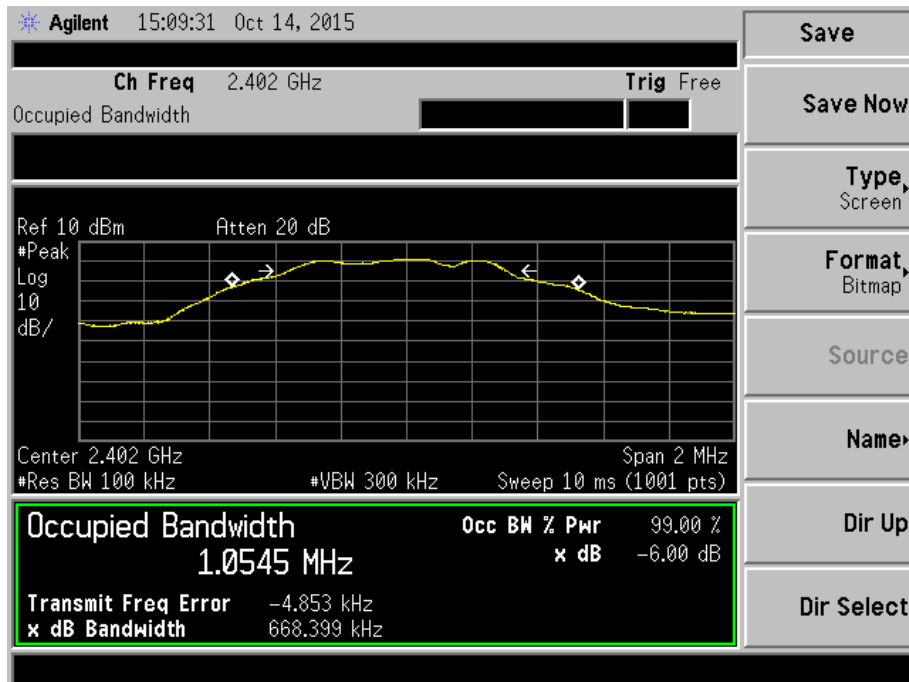 Agilent 15:09:31 Oct 14, 2015
Ch Freq 2.402 GHz Trig Free
Occupied Bandwidth
Ref 10 dBm Atten 20 dB
#Peak
Log
10
dB/
Center 2.402 GHz Span 2 MHz
#Res BW 100 kHz #VBW 300 kHz Sweep 10 ms (1001 pts)
Occupied Bandwidth Occ BW % Pwr 99.00 %
1.0545 MHz x dB -6.00 dB
Transmit Freq Error -4.853 kHz
x dB Bandwidth 668.399 kHz
Save
Save Now
Type
Screen
Format
Bitmap
Source
Name
Dir Up
Dir Select